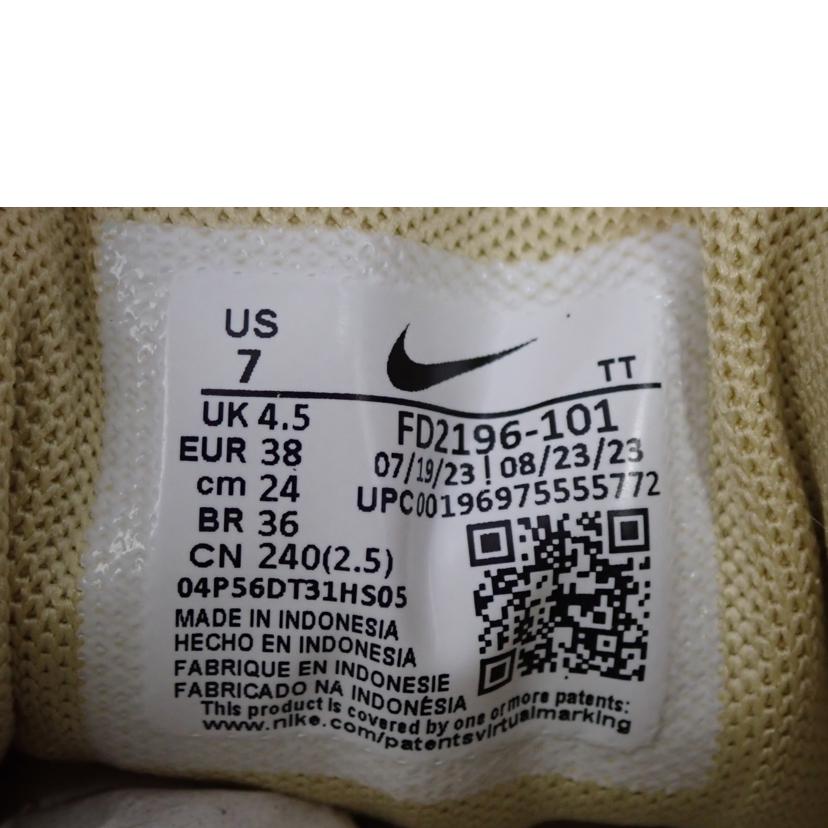 US
7
TT
UK 4.5
EUR 38
cm 24
BR 36
CN 240(2.5)
FD2196-101
07/19/23 | 08/23/23
UPC00196975555772
04P56DT31HS05
MADE IN INDONESIA
HECHO EN INDONESIA
FABRIQUE EN INDONESIE
FABRICADO NA INDONÉSIA
This product is covered by one or more patents:
www.nike.com/patentsvirtualmarking